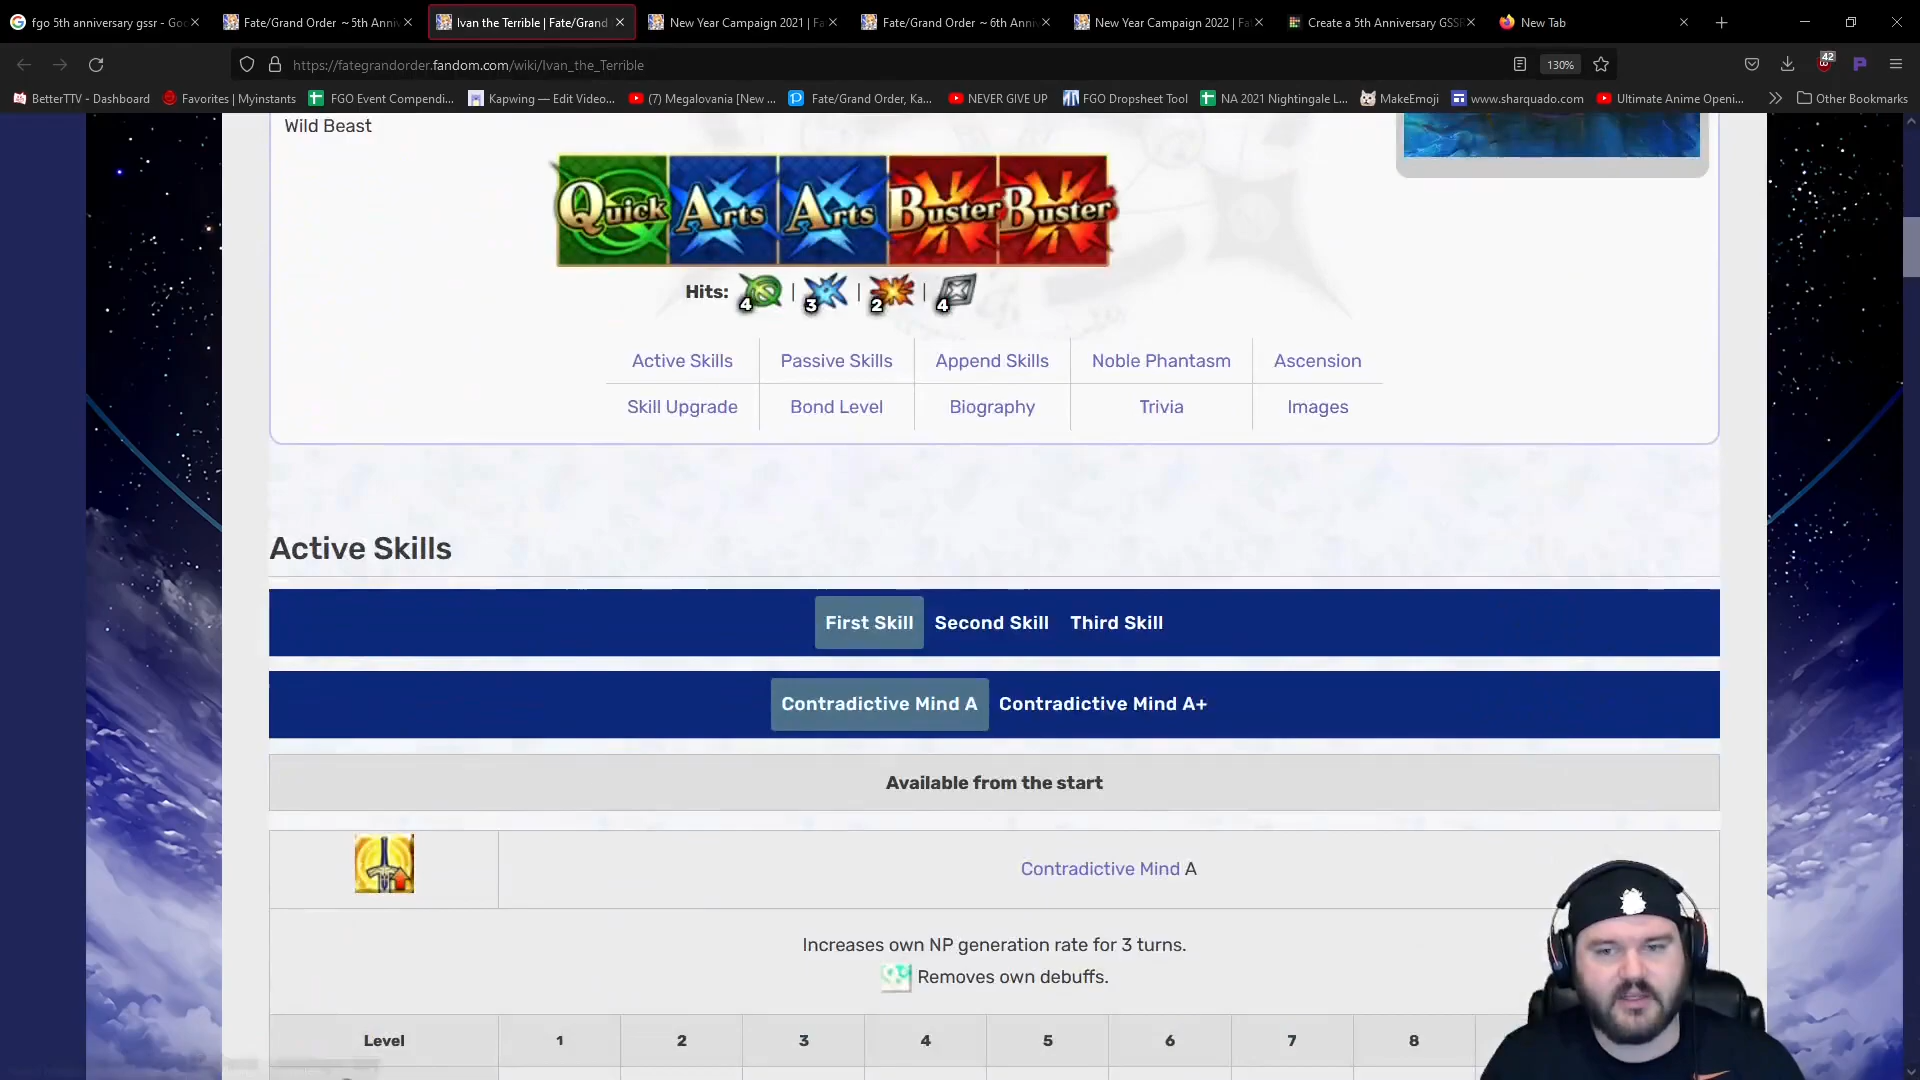 fgo 5th anniversary gssr - Goo
Fate/Grand Order ~5th Anniv
Ivan the Terrible | Fate/Grand
New Year Campaign 2021 | Fa
Fate/Grand Order ~6th Anniv
New Year Campaign 2022 | Fa
Create a 5th Anniversary GSSR
New Tab
https://fategrandorder.fandom.com/wiki/Ivan_the_Terrible
130%
42
BetterTTV - Dashboard
Favorites | Myinstants
FGO Event Compendi...
Kapwing — Edit Video...
(7) Megalovania [New ...
Fate/Grand Order, Ka...
NEVER GIVE UP
FGO Dropsheet Tool
NA 2021 Nightingale L...
MakeEmoji
www.sharquado.com
Ultimate Anime Openi...
Other Bookmarks
Wild Beast
Quick Arts Arts Buster Buster
Hits: 4 | 3 | 2 | 4
Active Skills Passive Skills Append Skills Noble Phantasm Ascension
Skill Upgrade Bond Level Biography Trivia Images
Active Skills
First Skill Second Skill Third Skill
Contradictive Mind A Contradictive Mind A+
Available from the start
Contradictive Mind A
Increases own NP generation rate for 3 turns.
Removes own debuffs.
Level 1 2 3 4 5 6 7 8